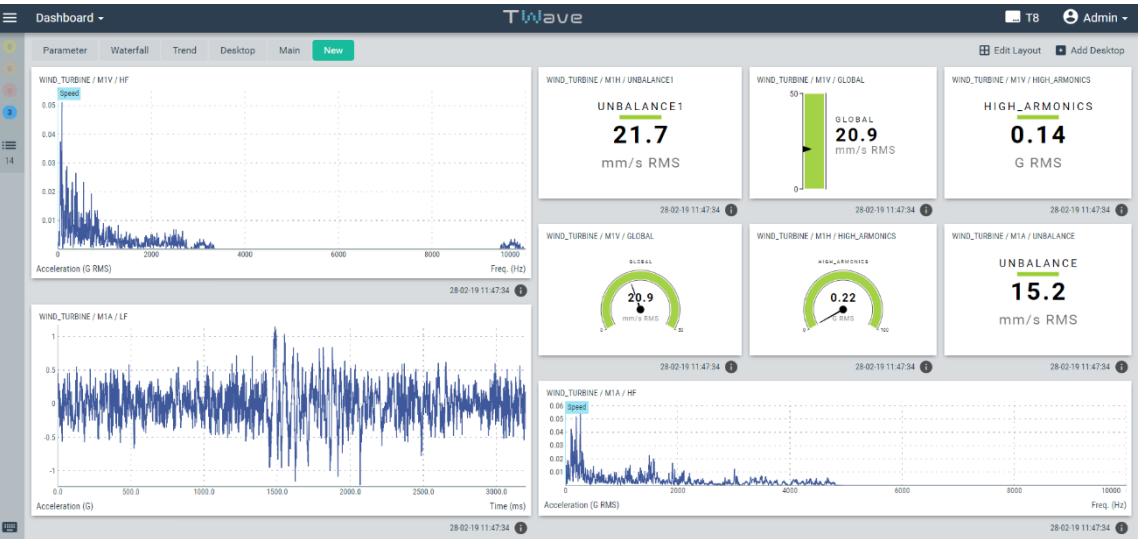 Dashboard
TWave
T8
Admin
Parameter
Waterfall
Trend
Desktop
Main
New
Edit Layout
Add Desktop
0
0
0
3
14
WIND_TURBINE / M1V / HF
Speed
0.05
0.04
0.03
0.02
0.01
0
2000
4000
6000
8000
10000
Acceleration (G RMS)
Freq. (Hz)
28-02-19 11:47:34
WIND_TURBINE / M1H / UNBALANCE1
UNBALANCE1
21.7
mm/s RMS
28-02-19 11:47:34
WIND_TURBINE / M1V / GLOBAL
50
GLOBAL
20.9
mm/s RMS
0
28-02-19 11:47:34
WIND_TURBINE / M1V / HIGH_ARMONICS
HIGH_ARMONICS
0.14
G RMS
28-02-19 11:47:34
WIND_TURBINE / M1V / GLOBAL
GLOBAL
20.9
mm/s RMS
0
50
28-02-19 11:47:34
WIND_TURBINE / M1H / HIGH_ARMONICS
HIGH_ARMONICS
0.22
G RMS
0
100
28-02-19 11:47:34
WIND_TURBINE / M1A / UNBALANCE
UNBALANCE
15.2
mm/s RMS
28-02-19 11:47:34
WIND_TURBINE / M1A / LF
1
0.5
0
-0.5
-1
0.0
500.0
1000.0
1500.0
2000.0
2500.0
3000.0
Acceleration (G)
Time (ms)
28-02-19 11:47:34
WIND_TURBINE / M1A / HF
0.06
Speed
0.05
0.04
0.03
0.02
0.01
0
2000
4000
6000
8000
10000
Acceleration (G RMS)
Freq. (Hz)
28-02-19 11:47:34